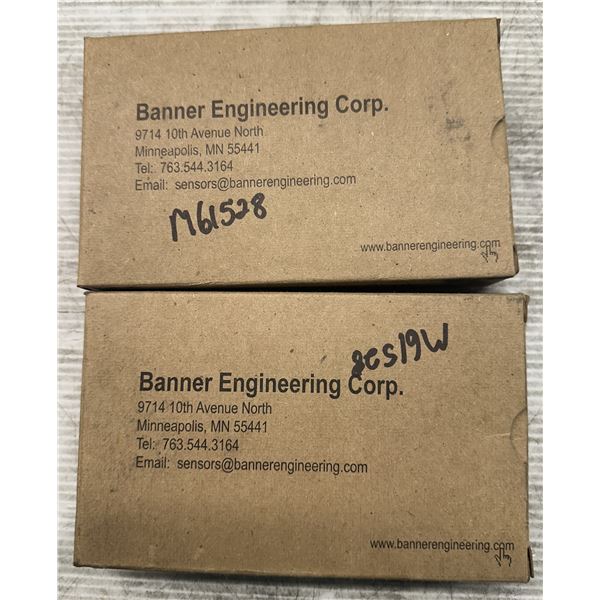 Banner Engineering Corp.
9714 10th Avenue North
Minneapolis, MN 55441
Tel: 763.544.3164
Email: sensors@bannerengineering.com
M61528
www.bannerengineering.com
M61528
Banner Engineering Corp.
9714 10th Avenue North
Minneapolis, MN 55441
Tel: 763.544.3164
Email: sensors@bannerengineering.com
www.bannerengineering.com